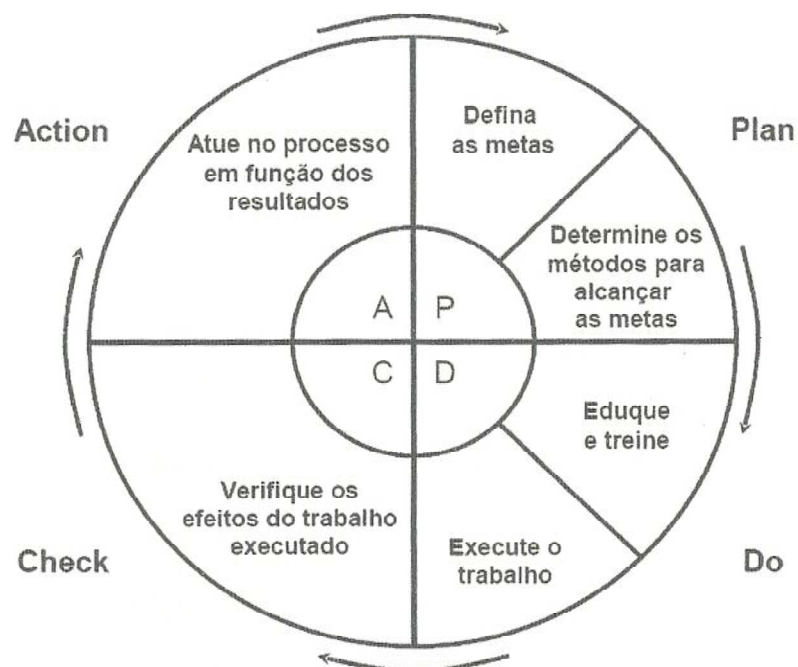 Action
Plan
Defina
as metas
Determine os
métodos para
alcançar
as metas
Eduque
e treine
Execute o
trabalho
Verifique os
efeitos do trabalho
executado
Atue no processo
em função dos
resultados
A
P
C
D
Check
Do